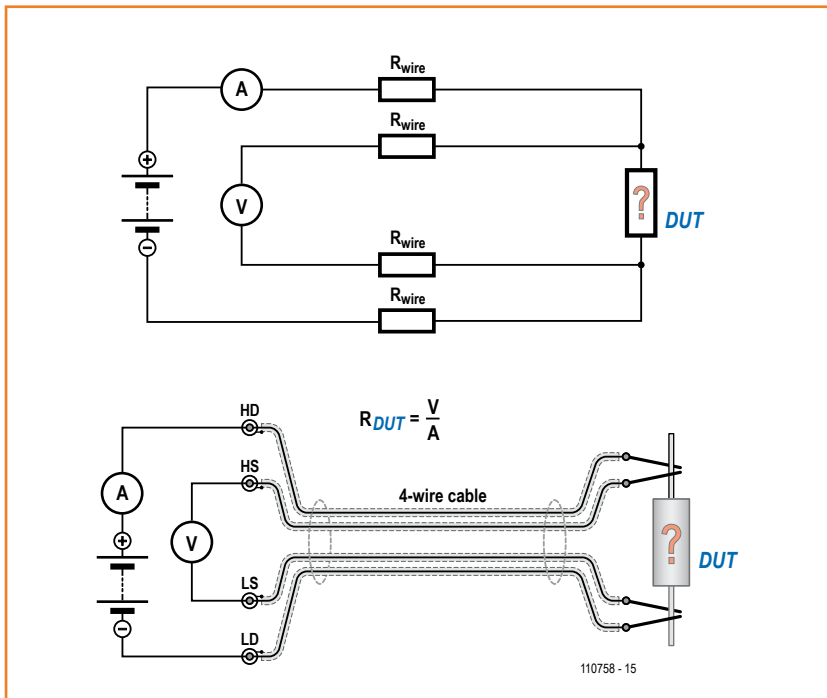 A
Rwire
Rwire
+
V
?
DUT
−
Rwire
Rwire
HD
RDUT = V
A
HS
A
4-wire cable
+
V
?
DUT
LS
−
LD
110758 - 15